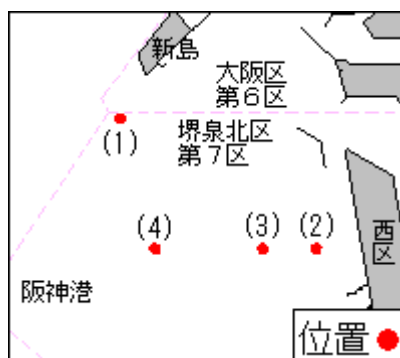 新島
大阪区
第６区
(1)
堺泉北区
第７区
(4)
(3)
(2)
西区
阪神港
位置